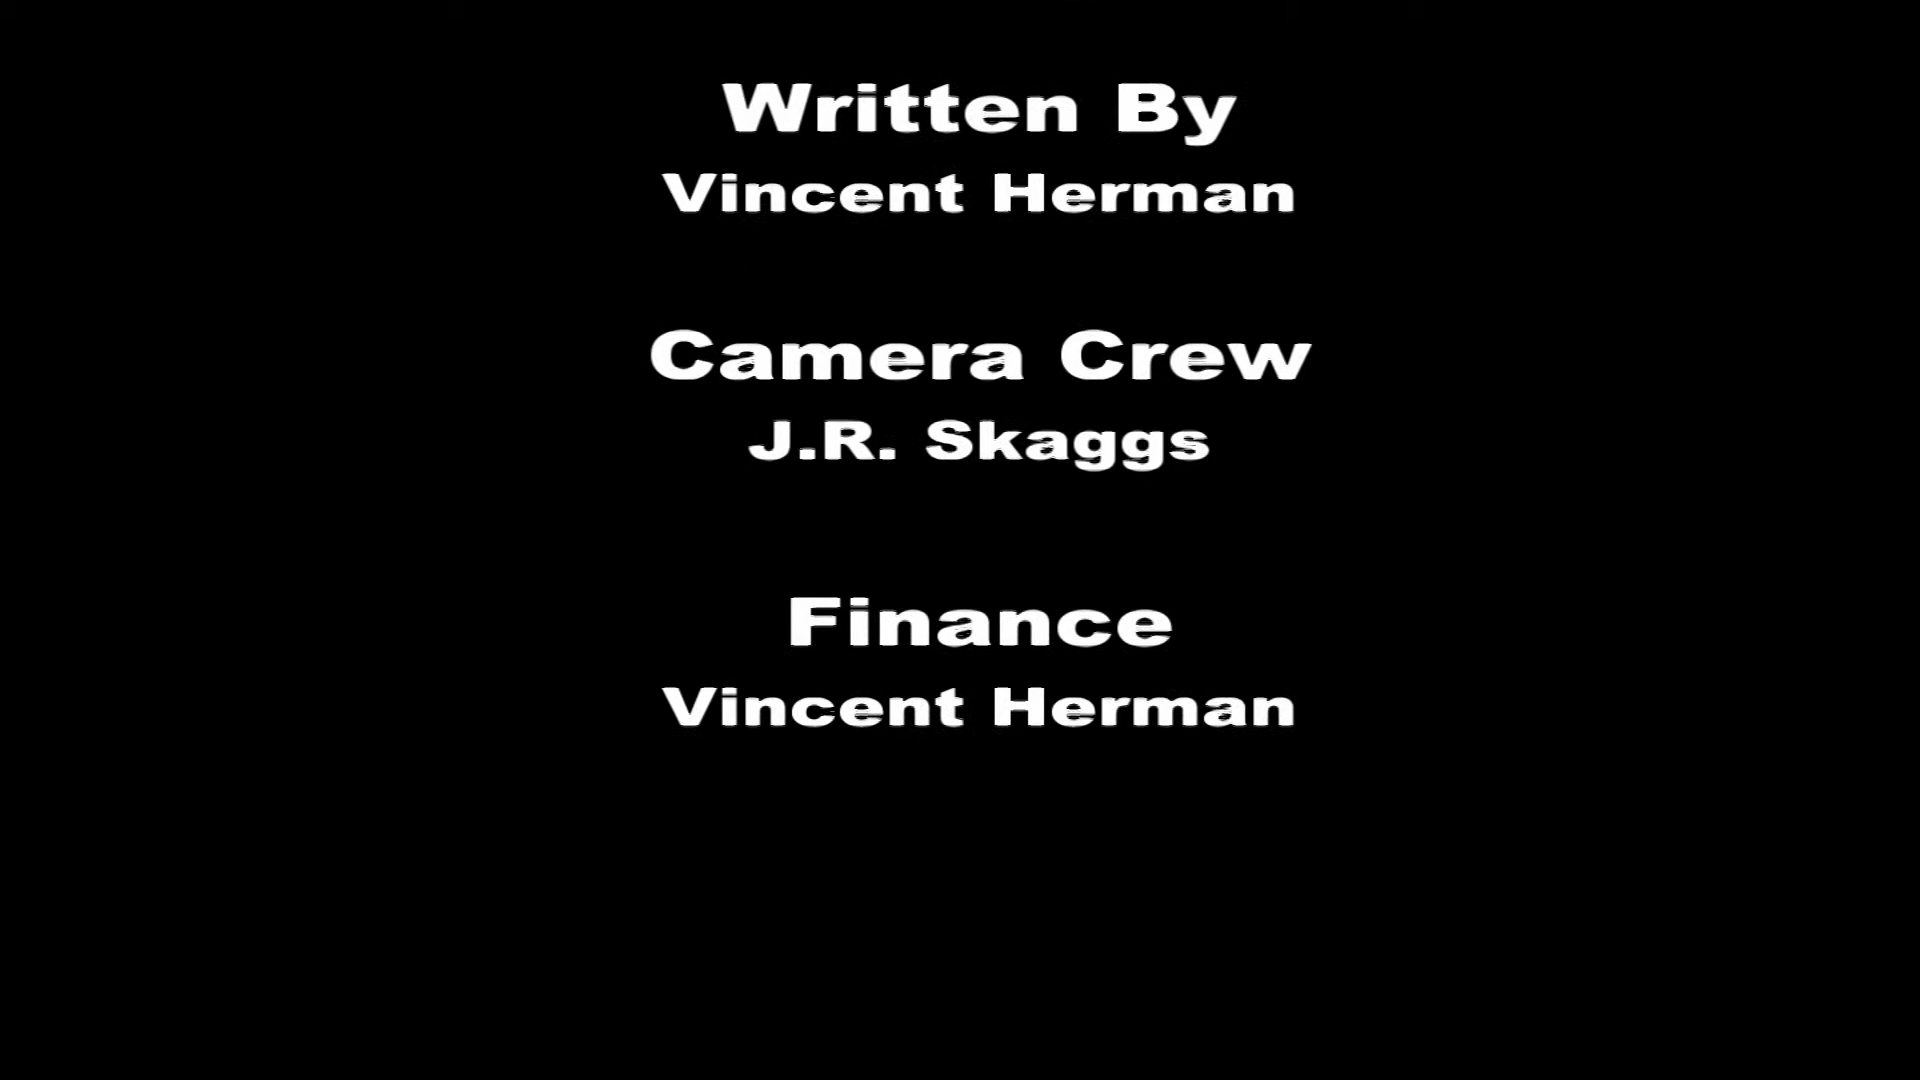 Written By
Vincent Herman
Camera Crew
J.R. Skaggs
Finance
Vincent Herman